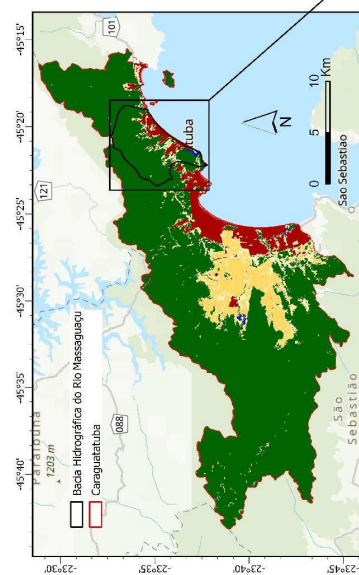 -45°40' -45°35' -45°30' -45°25' -45°20' -45°15'
-23°30'
-23°35'
-23°40'
-23°45'
Paraibuna
1203 m
121
101
088
Bacia Hidrográfica do Rio Massaguaçu
Caraguatatuba
tuba
N
0 5 10
Km
São
Sebastião
Sao Sebastiao